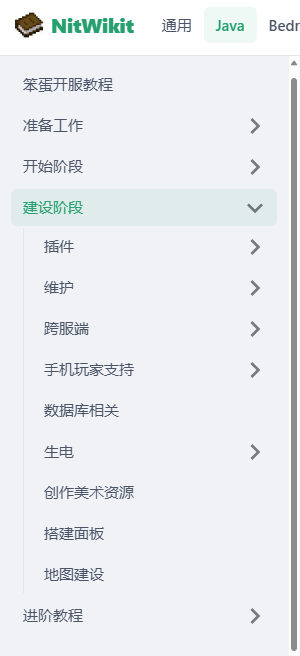 NitWikit 通用 Java Bedr
笨蛋开服教程
准备工作
开始阶段
建设阶段
插件
维护
跨服端
手机玩家支持
数据库相关
生电
创作美术资源
搭建面板
地图建设
进阶教程